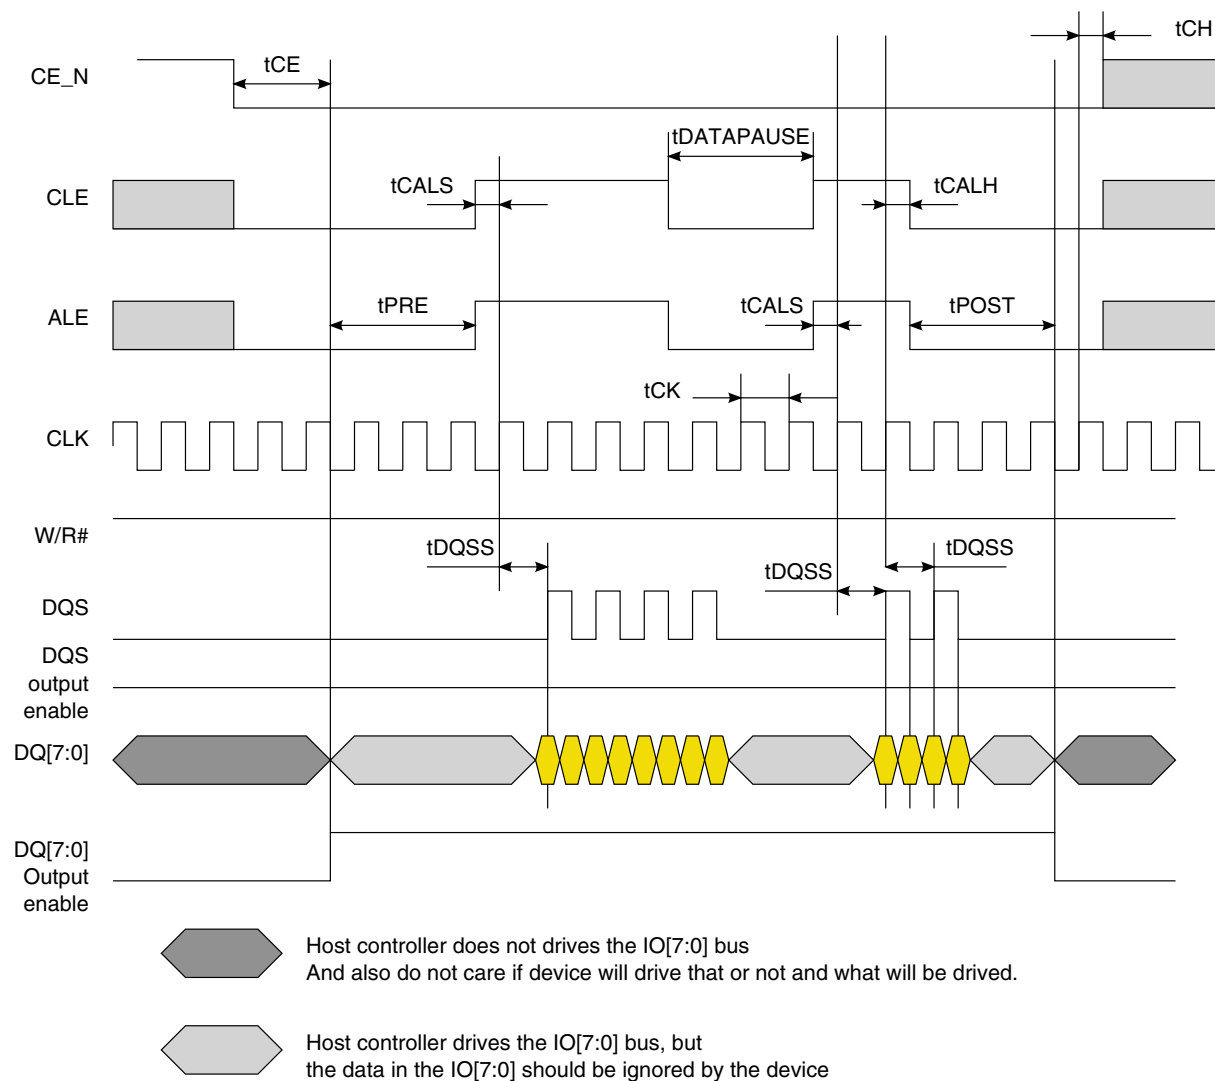 tCH
CE_N
tCE
tDATAPAUSE
CLE
tCALS
tCALH
ALE
tPRE
tCALS
tPOST
tCK
CLK
W/R#
tDQSS
tDQSS
tDQSS
DQS
DQS
output
enable
DQ[7:0]
DQ[7:0]
Output
enable
Host controller does not drives the IO[7:0] bus
And also do not care if device will drive that or not and what will be drived.
Host controller drives the IO[7:0] bus, but
the data in the IO[7:0] should be ignored by the device